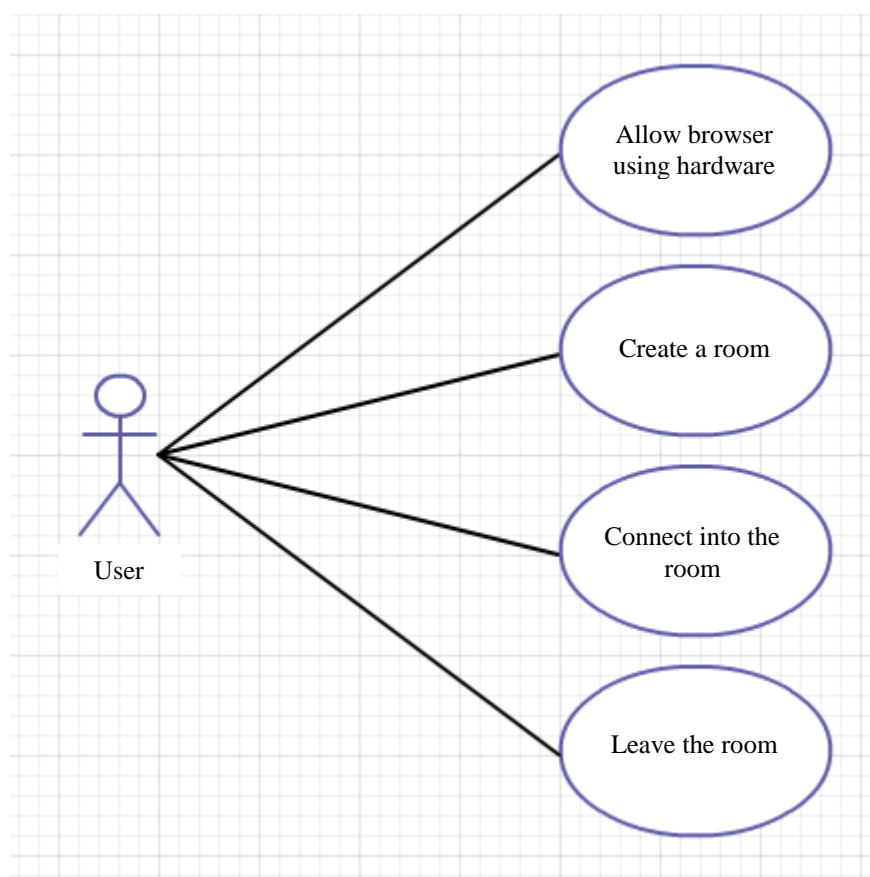 Allow browser
using hardware
Create a room
Connect into the
room
User
Leave the room